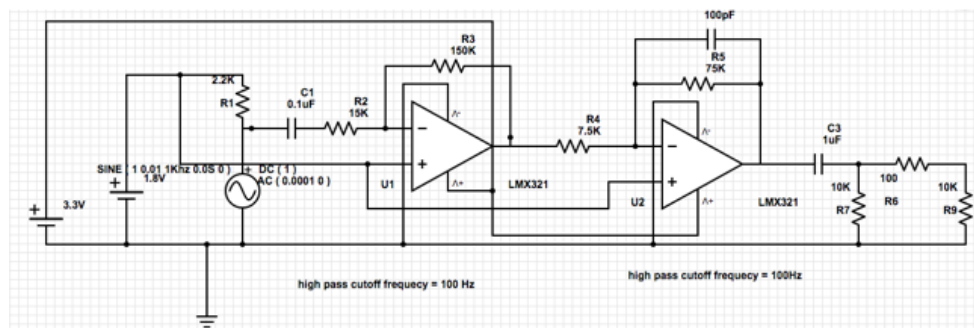 100pF
R3
150K
R5
75K
2.2K
R1
C1
0.1uF
R2
15K
V-
R4
7.5K
V-
C3
1uF
SINE ( 1 0.01 1Khz 0.0S 0 )
DC ( 1 )
AC ( 0.0001 0 )
1.8V
U1
V+
LMX321
U2
V+
LMX321
10K
R7
100
R6
10K
R9
3.3V
high pass cutoff frequecy = 100 Hz
high pass cutoff frequecy = 100Hz